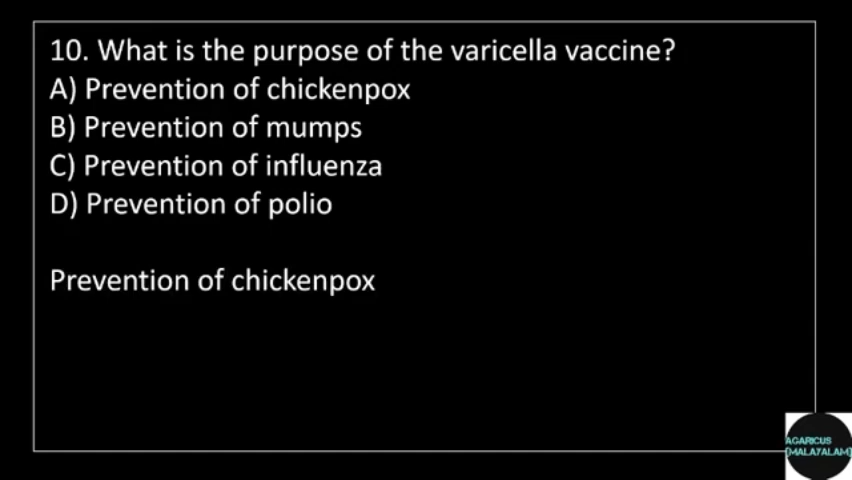 10. What is the purpose of the varicella vaccine?
A) Prevention of chickenpox
B) Prevention of mumps
C) Prevention of influenza
D) Prevention of polio
Prevention of chickenpox
AGARICUS
(MALAYALAM)